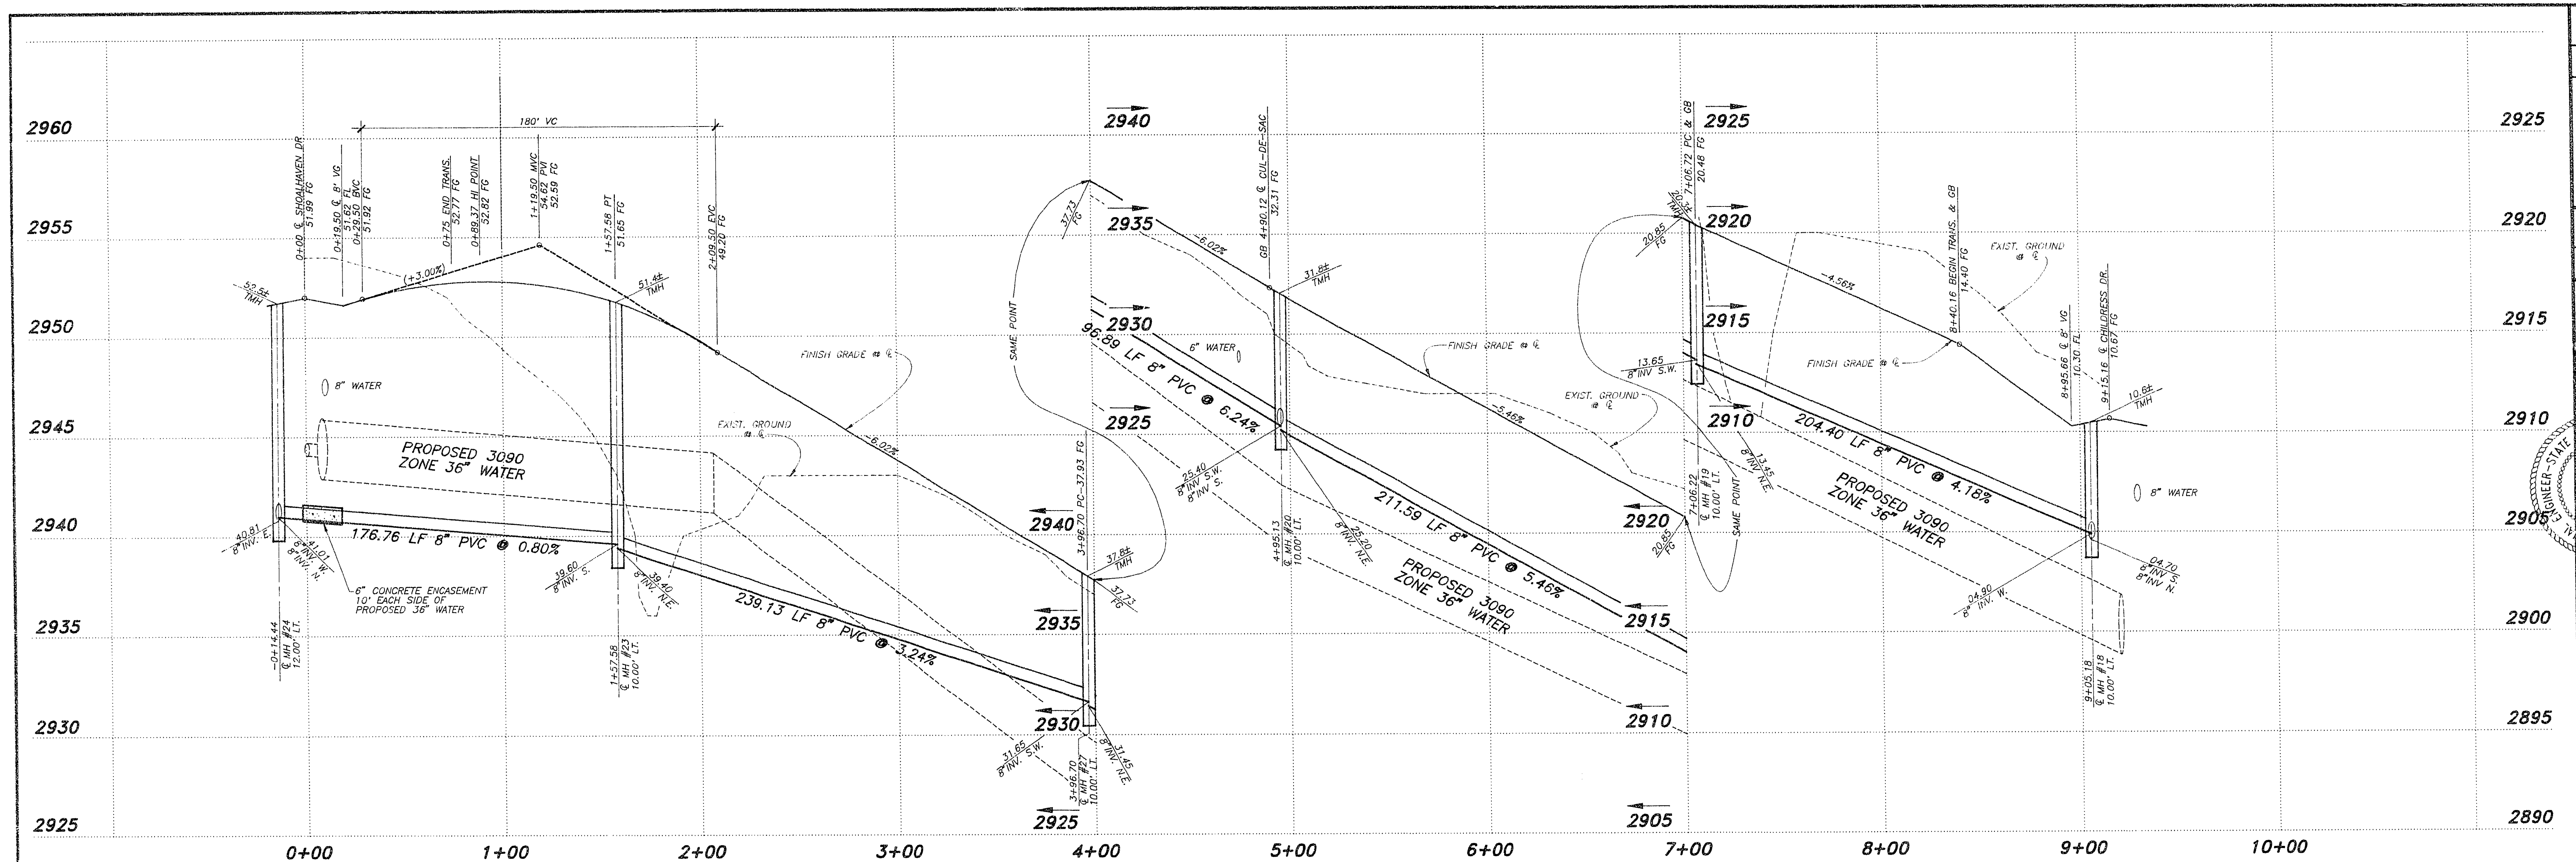 2960
2955
2950
2945
2940
2935
2930
2925
180' VC
0+00 ℄ SHOALHAVEN DR
51.99 FG
0+19.50 ℄ 8' VG
51.62 FL
0+29.50 BVC
51.92 FG
0+75 END TRANS.
52.77 FG
0+89.37 HI POINT
52.82 FG
1+19.50 MVC
54.62 PVI
52.59 FG
1+57.58 PT
51.65 FG
2+09.50 EVC
49.20 FG
(+3.00%)
52.5±
TMH
51.4±
TMH
8" WATER
PROPOSED 3090
ZONE 36" WATER
FINISH GRADE @ ℄
EXIST. GROUND
@ ℄
-6.02%
40.81
8" INV. E.
41.01
8" INV. W.
8" INV. N.
176.76 LF 8" PVC @ 0.80%
6" CONCRETE ENCASEMENT
10' EACH SIDE OF
PROPOSED 36" WATER
39.60
8" INV. S.
39.40
8" INV. N.E.
239.13 LF 8" PVC @ 3.24%
-0+14.44
℄ MH #24
12.00' LT.
1+57.58
℄ MH #23
10.00' LT.
3+96.70 PC-37.93 FG
37.8±
TMH
37.73
FG
31.65
8" INV. S.W.
31.45
8" INV. N.E.
3+96.70
℄ MH #27
10.00' LT.
SAME POINT
2940
2935
2930
2925
2940
2935
2930
2925
37.73
FG
-6.02%
GB 4+90.12 ℄ CUL-DE-SAC
32.31 FG
31.8±
TMH
6" WATER
96.89 LF 8" PVC @ 6.24%
25.40
8" INV S.W.
8" INV S.
25.20
8" INV. N.E.
4+95.13
℄ MH #20
10.00' LT.
211.59 LF 8" PVC @ 5.46%
PROPOSED 3090
ZONE 36" WATER
FINISH GRADE @ ℄
-5.46%
EXIST. GROUND
@ ℄
2920
2915
2910
2905
20.85
FG
SAME POINT
20.85
FG
20.3±
TMH
7+06.72 PC & GB
20.48 FG
2925
2920
2915
2910
13.65
8" INV S.W.
13.45
8" INV N.E.
7+06.22
℄ MH #19
10.00' LT.
204.40 LF 8" PVC @ 4.18%
PROPOSED 3090
ZONE 36" WATER
-4.56%
FINISH GRADE @ ℄
8+40.16 BEGIN TRANS. & GB
14.40 FG
EXIST. GROUND
@ ℄
8+95.66 ℄ 8' VG
10.30 FL
9+15.16 ℄ CHILDRESS DR.
10.67 FG
10.6±
TMH
8" WATER
04.90
8" INV. W.
04.70
8" INV S.
8" INV N.
9+05.18
℄ MH #18
10.00' LT.
2925
2920
2915
2910
2905
2900
2895
2890
ENGINEER-STATE
0+00 1+00 2+00 3+00 4+00 5+00 6+00 7+00 8+00 9+00 10+00